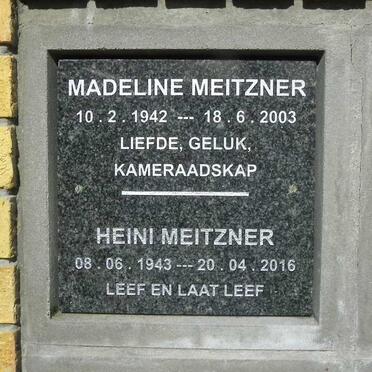 MADELINE MEITZNER
10 . 2 . 1942 --- 18 . 6 . 2003
LIEFDE, GELUK,
KAMERAADSKAP
HEINI MEITZNER
08 . 06 . 1943 --- 20 . 04 . 2016
LEEF EN LAAT LEEF